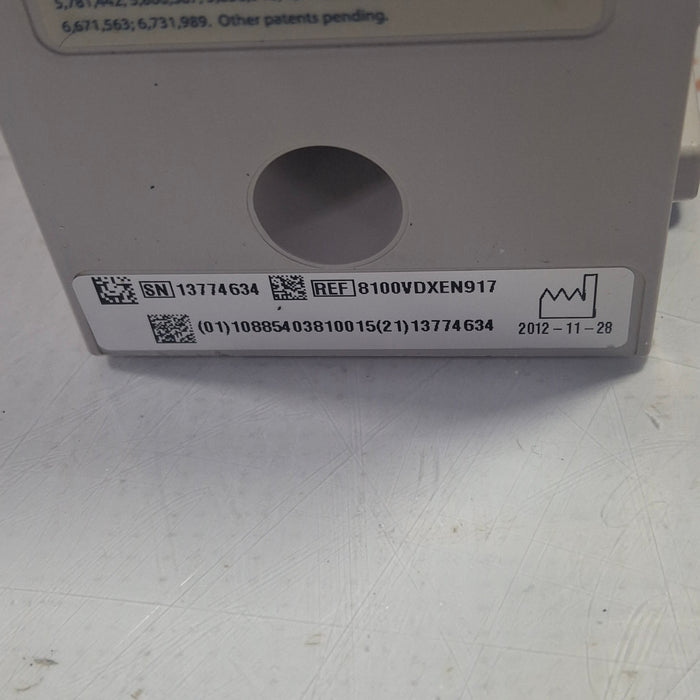 6,671,563; 6,731,989. Other patents pending.
SN 13774634 REF 8100VDXEN917
(01)10885403810015(21)13774634 2012-11-28